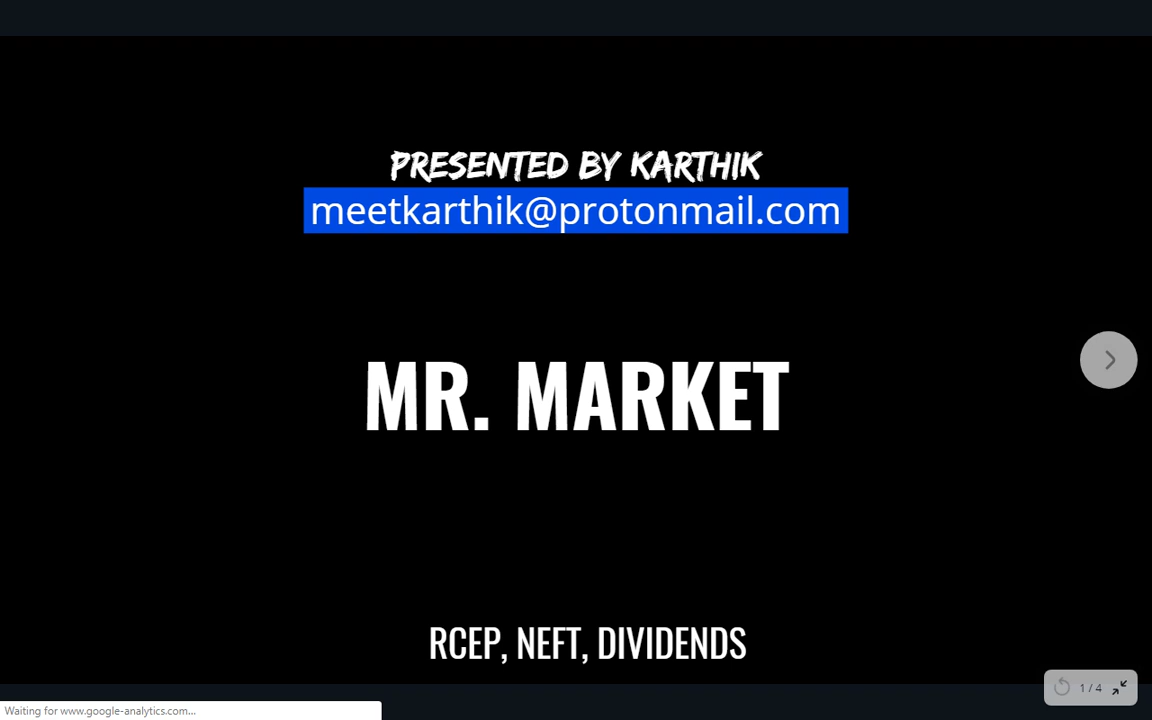 PRESENTED BY KARTHIK
meetkarthik@protonmail.com
MR. MARKET
RCEP, NEFT, DIVIDENDS
1 / 4
Waiting for www.google-analytics.com...